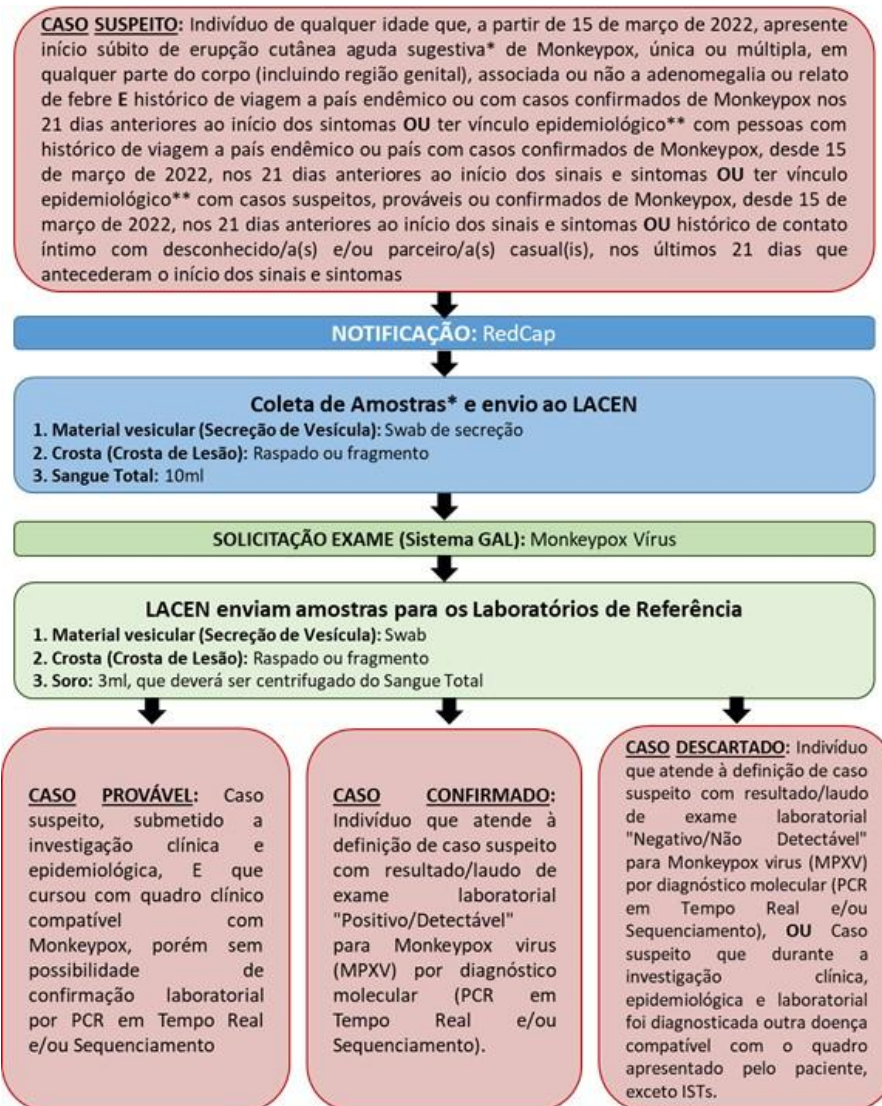 CASO SUSPEITO: Indivíduo de qualquer idade que, a partir de 15 de março de 2022, apresente
início súbito de erupção cutânea aguda sugestiva* de Monkeypox, única ou múltipla, em
qualquer parte do corpo (incluindo região genital), associada ou não a adenomegalia ou relato
de febre E histórico de viagem a país endêmico ou com casos confirmados de Monkeypox nos
21 dias anteriores ao início dos sintomas OU ter vínculo epidemiológico** com pessoas com
histórico de viagem a país endêmico ou país com casos confirmados de Monkeypox, desde 15
de março de 2022, nos 21 dias anteriores ao início dos sinais e sintomas OU ter vínculo
epidemiológico** com casos suspeitos, prováveis ou confirmados de Monkeypox, desde 15 de
março de 2022, nos 21 dias anteriores ao início dos sinais e sintomas OU histórico de contato
íntimo com desconhecido/a(s) e/ou parceiro/a(s) casual(is), nos últimos 21 dias que
antecederam o início dos sinais e sintomas
NOTIFICAÇÃO: RedCap
Coleta de Amostras* e envio ao LACEN
1. Material vesicular (Secreção de Vesícula): Swab de secreção
2. Crosta (Crosta de Lesão): Raspado ou fragmento
3. Sangue Total: 10ml
SOLICITAÇÃO EXAME (Sistema GAL): Monkeypox Vírus
LACEN enviam amostras para os Laboratórios de Referência
1. Material vesicular (Secreção de Vesícula): Swab
2. Crosta (Crosta de Lesão): Raspado ou fragmento
3. Soro: 3ml, que deverá ser centrifugado do Sangue Total
CASO PROVÁVEL: Caso
suspeito, submetido a
investigação clínica e
epidemiológica, E que
cursou com quadro clínico
compatível com
Monkeypox, porém sem
possibilidade de
confirmação laboratorial
por PCR em Tempo Real
e/ou Sequenciamento
CASO CONFIRMADO:
Indivíduo que atende à
definição de caso suspeito
com resultado/laudo de
exame laboratorial
"Positivo/Detectável"
para Monkeypox virus
(MPXV) por diagnóstico
molecular (PCR em
Tempo Real e/ou
Sequenciamento).
CASO DESCARTADO: Indivíduo
que atende à definição de caso
suspeito com resultado/laudo
de exame laboratorial
"Negativo/Não Detectável"
para Monkeypox virus (MPXV)
por diagnóstico molecular (PCR
em Tempo Real e/ou
Sequenciamento), OU Caso
suspeito que durante a
investigação clínica,
epidemiológica e laboratorial
foi diagnosticada outra doença
compatível com o quadro
apresentado pelo paciente,
exceto ISTs.